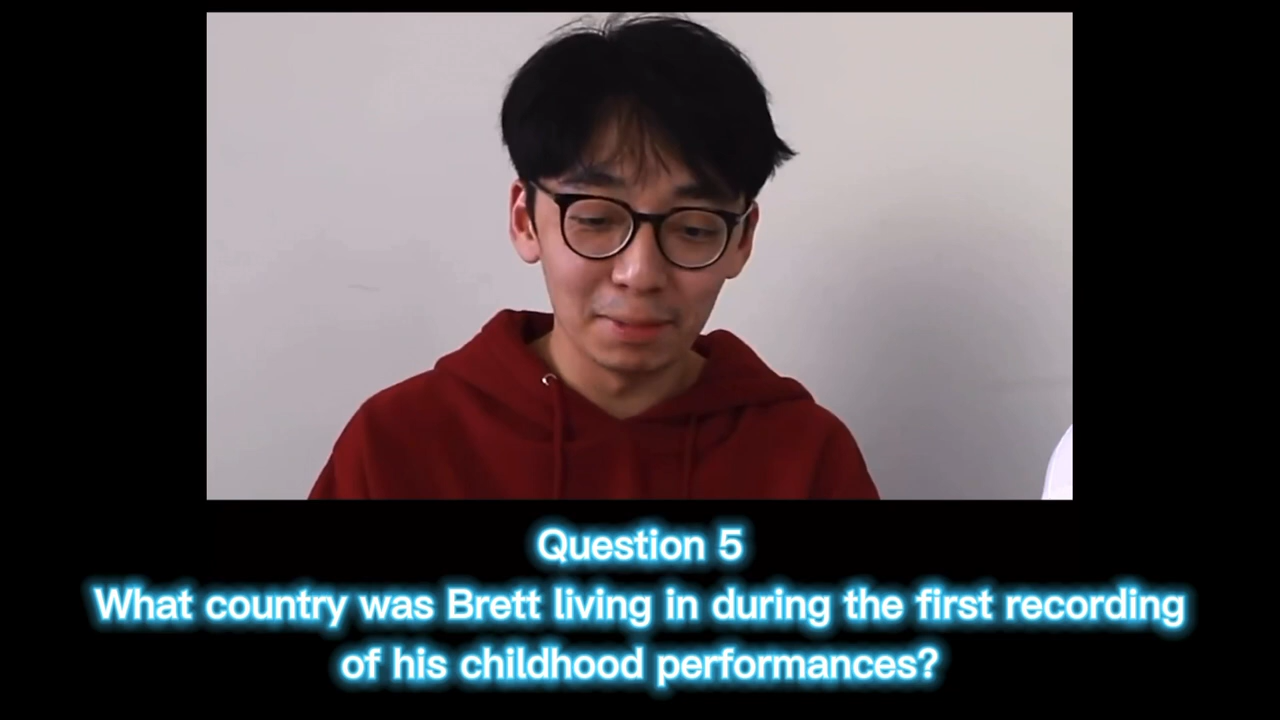 Question 5
What country was Brett living in during the first recording
of his childhood performances?